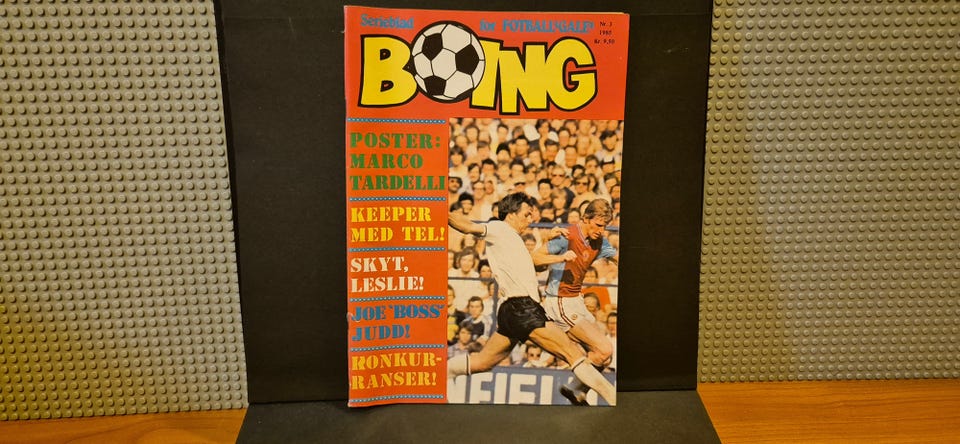 Serieblad for FOTBALL'GALE'
Nr. 3
1985
Kr. 9,50
BOING
POSTER:
MARCO
TARDELLI
KEEPER
MED TEL!
SKYT,
LESLIE!
JOE "BOSS"
JUDD!
KONKUR-
RANSER!
NFIEL